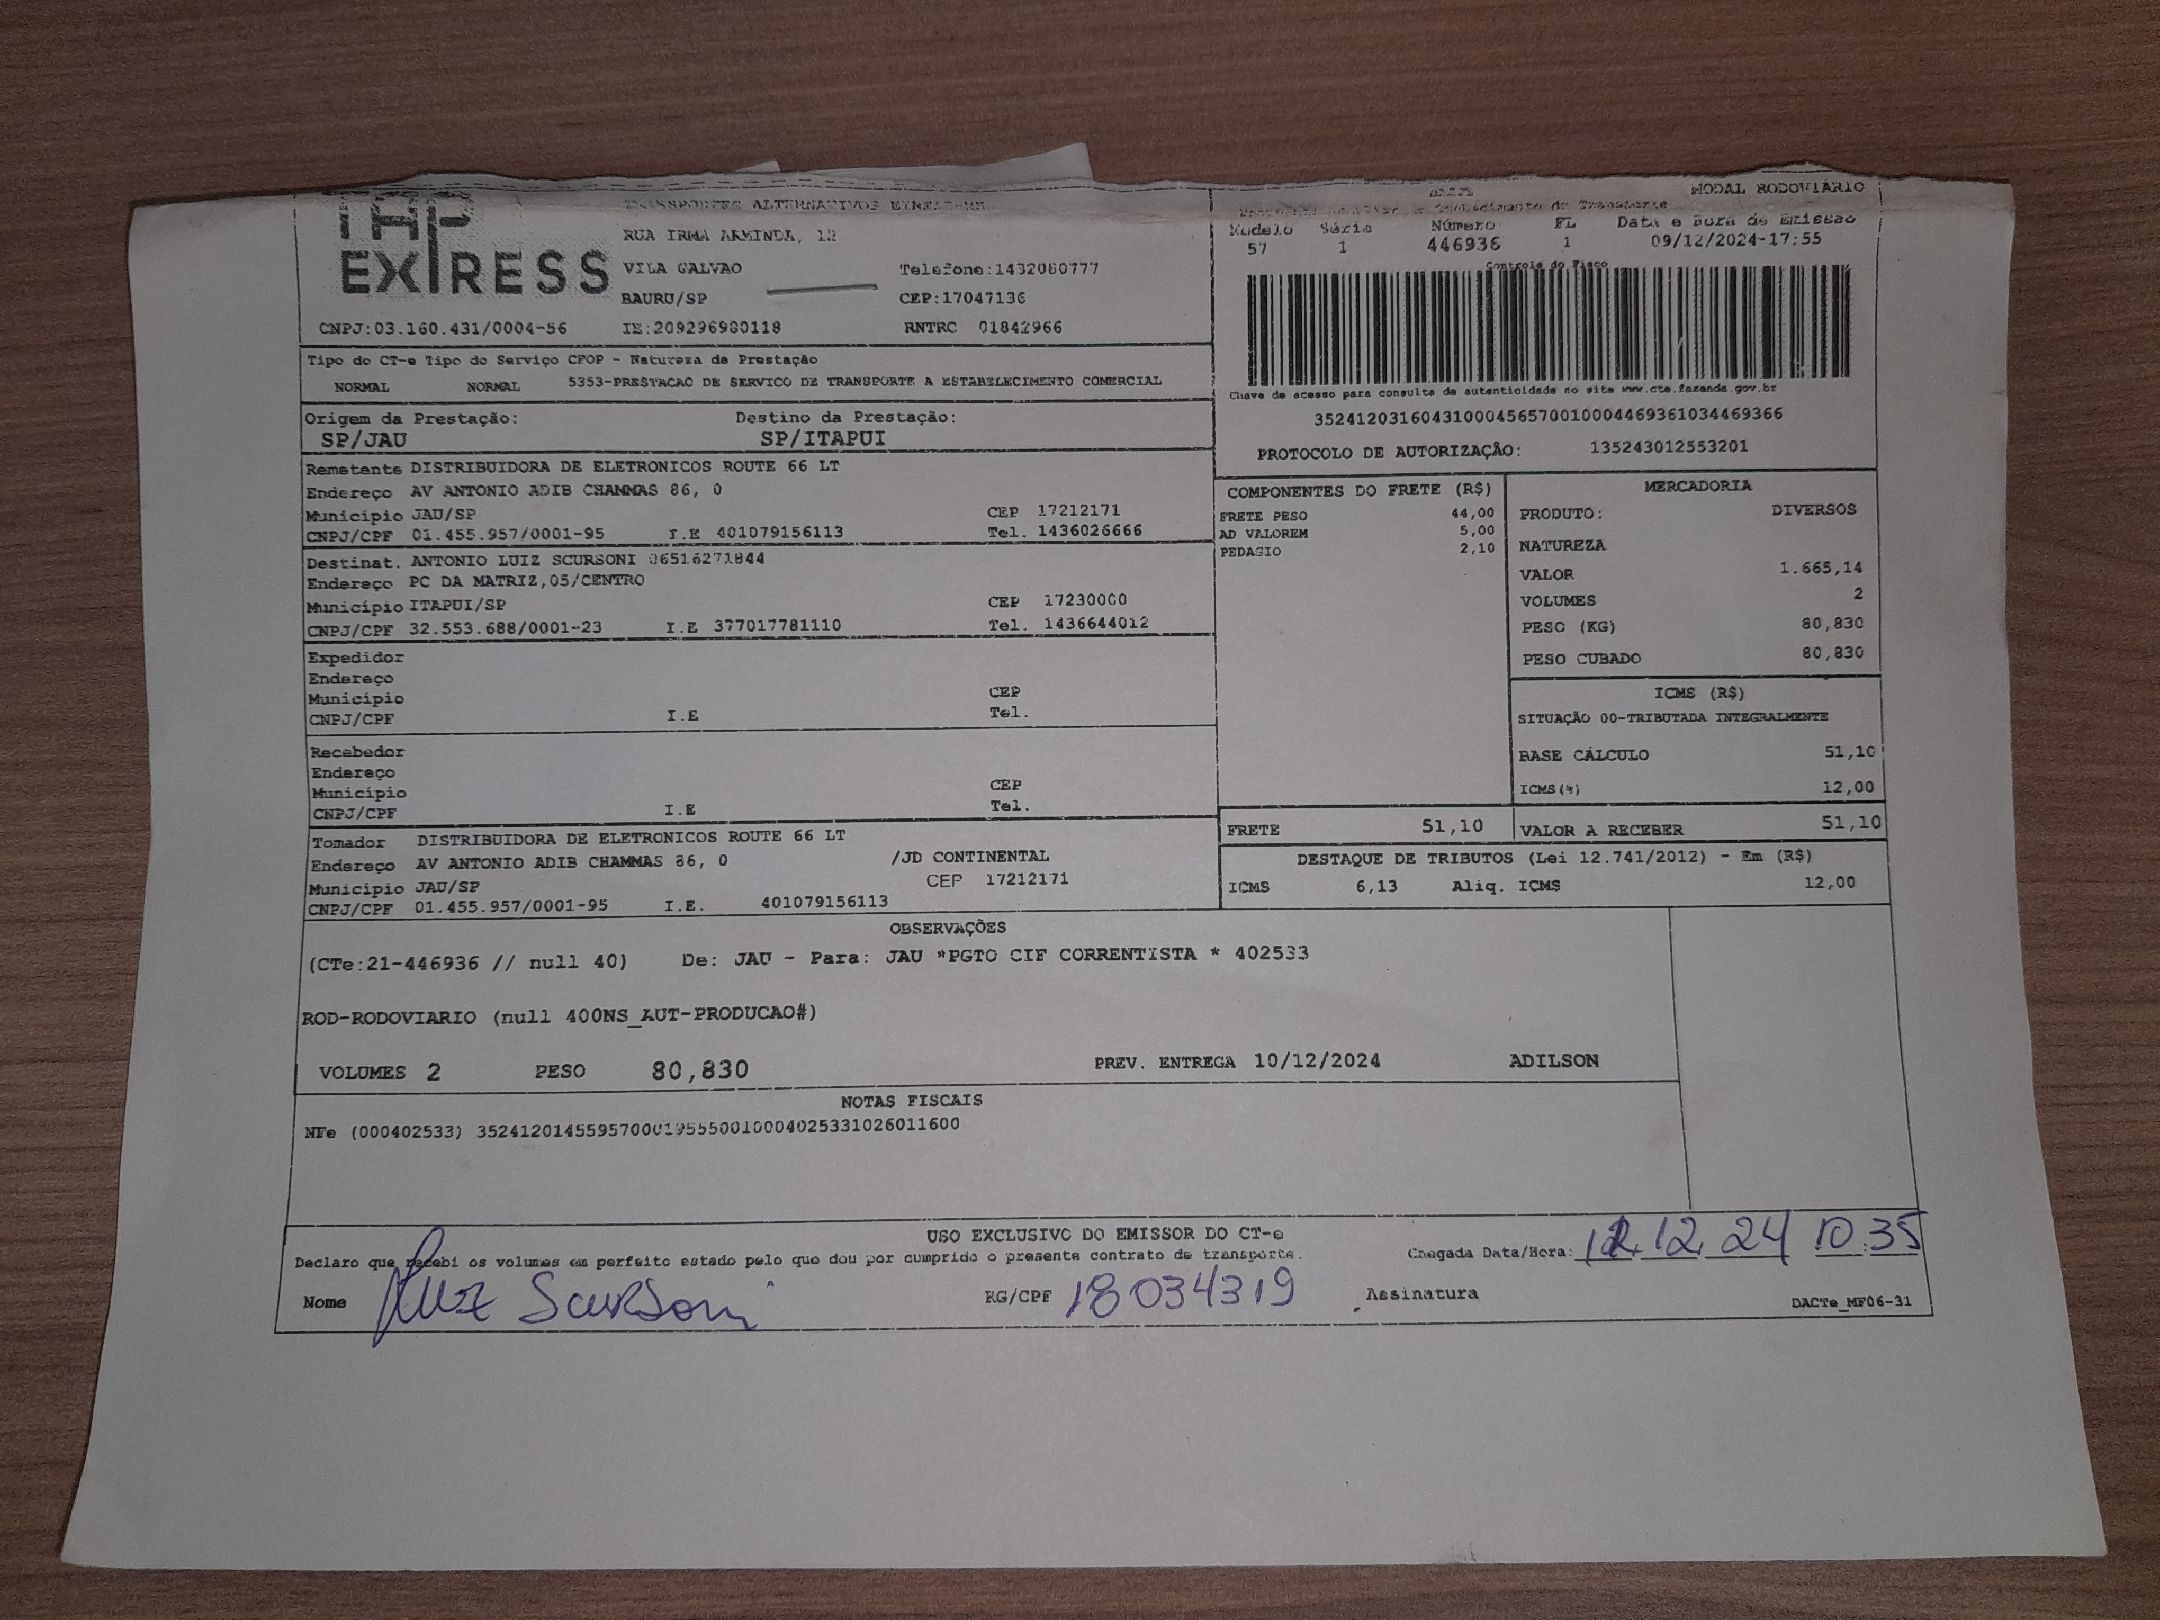 TAP
EXPRESS
RUA IRMA ARMINDA, 12
VILA GALVAO Telefone:1432080777
BAURU/SP CEP:17047136
CNPJ:03.160.431/0004-56 IE:209296980118 RNTRC 01842966
MODAL RODOVIÁRIO
Modelo Série Número FL Data e Hora de Emissão
57 1 446936 1 09/12/2024-17:55
Controle do Fisco
Chave de acesso para consulta de autenticidade no site www.cte.fazenda.gov.br
35241203160431000456570010004469361034469366
PROTOCOLO DE AUTORIZAÇÃO: 135243012553201
Tipo do CT-e Tipo do Serviço CFOP - Natureza da Prestação
NORMAL NORMAL 5353-PRESTACAO DE SERVICO DE TRANSPORTE A ESTABELECIMENTO COMERCIAL
Origem da Prestação: Destino da Prestação:
SP/JAU SP/ITAPUI
Remetente DISTRIBUIDORA DE ELETRONICOS ROUTE 66 LT
Endereço AV ANTONIO ADIB CHAMMAS 86, 0
Município JAU/SP CEP 17212171
CNPJ/CPF 01.455.957/0001-95 I.E 401079156113 Tel. 1436026666
Destinat. ANTONIO LUIZ SCURSONI 06516271844
Endereço PC DA MATRIZ,05/CENTRO
Município ITAPUI/SP CEP 17230000
CNPJ/CPF 32.553.688/0001-23 I.E 377017781110 Tel. 1436644012
Expedidor
Endereço
Município CEP
CNPJ/CPF I.E Tel.
Recebedor
Endereço
Município CEP
CNPJ/CPF I.E Tel.
Tomador DISTRIBUIDORA DE ELETRONICOS ROUTE 66 LT
Endereço AV ANTONIO ADIB CHAMMAS 86, 0 /JD CONTINENTAL
Município JAU/SP CEP 17212171
CNPJ/CPF 01.455.957/0001-95 I.E. 401079156113
COMPONENTES DO FRETE (R$)
FRETE PESO 44,00
AD VALOREM 5,00
PEDAGIO 2,10
MERCADORIA
PRODUTO: DIVERSOS
NATUREZA
VALOR 1.665,14
VOLUMES 2
PESO (KG) 80,830
PESO CUBADO 80,830
ICMS (R$)
SITUAÇÃO 00-TRIBUTADA INTEGRALMENTE
BASE CÁLCULO 51,10
ICMS(%) 12,00
FRETE 51,10 VALOR A RECEBER 51,10
DESTAQUE DE TRIBUTOS (Lei 12.741/2012) - Em (R$)
ICMS 6,13 Aliq. ICMS 12,00
OBSERVAÇÕES
(CTe:21-446936 // null 40) De: JAU - Para: JAU *PGTO CIF CORRENTISTA * 402533
ROD-RODOVIARIO (null 400NS_AUT-PRODUCAO#)
VOLUMES 2 PESO 80,830 PREV. ENTREGA 10/12/2024 ADILSON
NOTAS FISCAIS
NFe (000402533) 35241201455957000195550010004025331026011600
USO EXCLUSIVO DO EMISSOR DO CT-e
Declaro que recebi os volumes em perfeito estado pelo que dou por cumprido o presente contrato de transporte. Chegada Data/Hora: 12 12 24 10:35
Nome Luiz Scursoni RG/CPF 18034319 Assinatura
DACTe_MF06-31